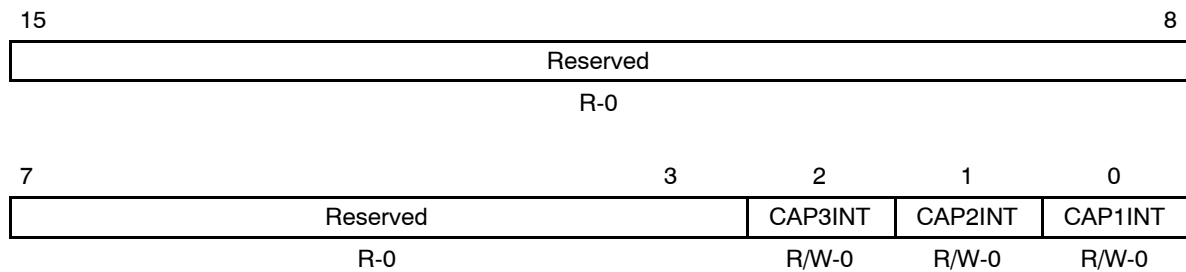 15 8
Reserved
R-0
7 3 2 1 0
Reserved CAP3INT CAP2INT CAP1INT
R-0 R/W-0 R/W-0 R/W-0